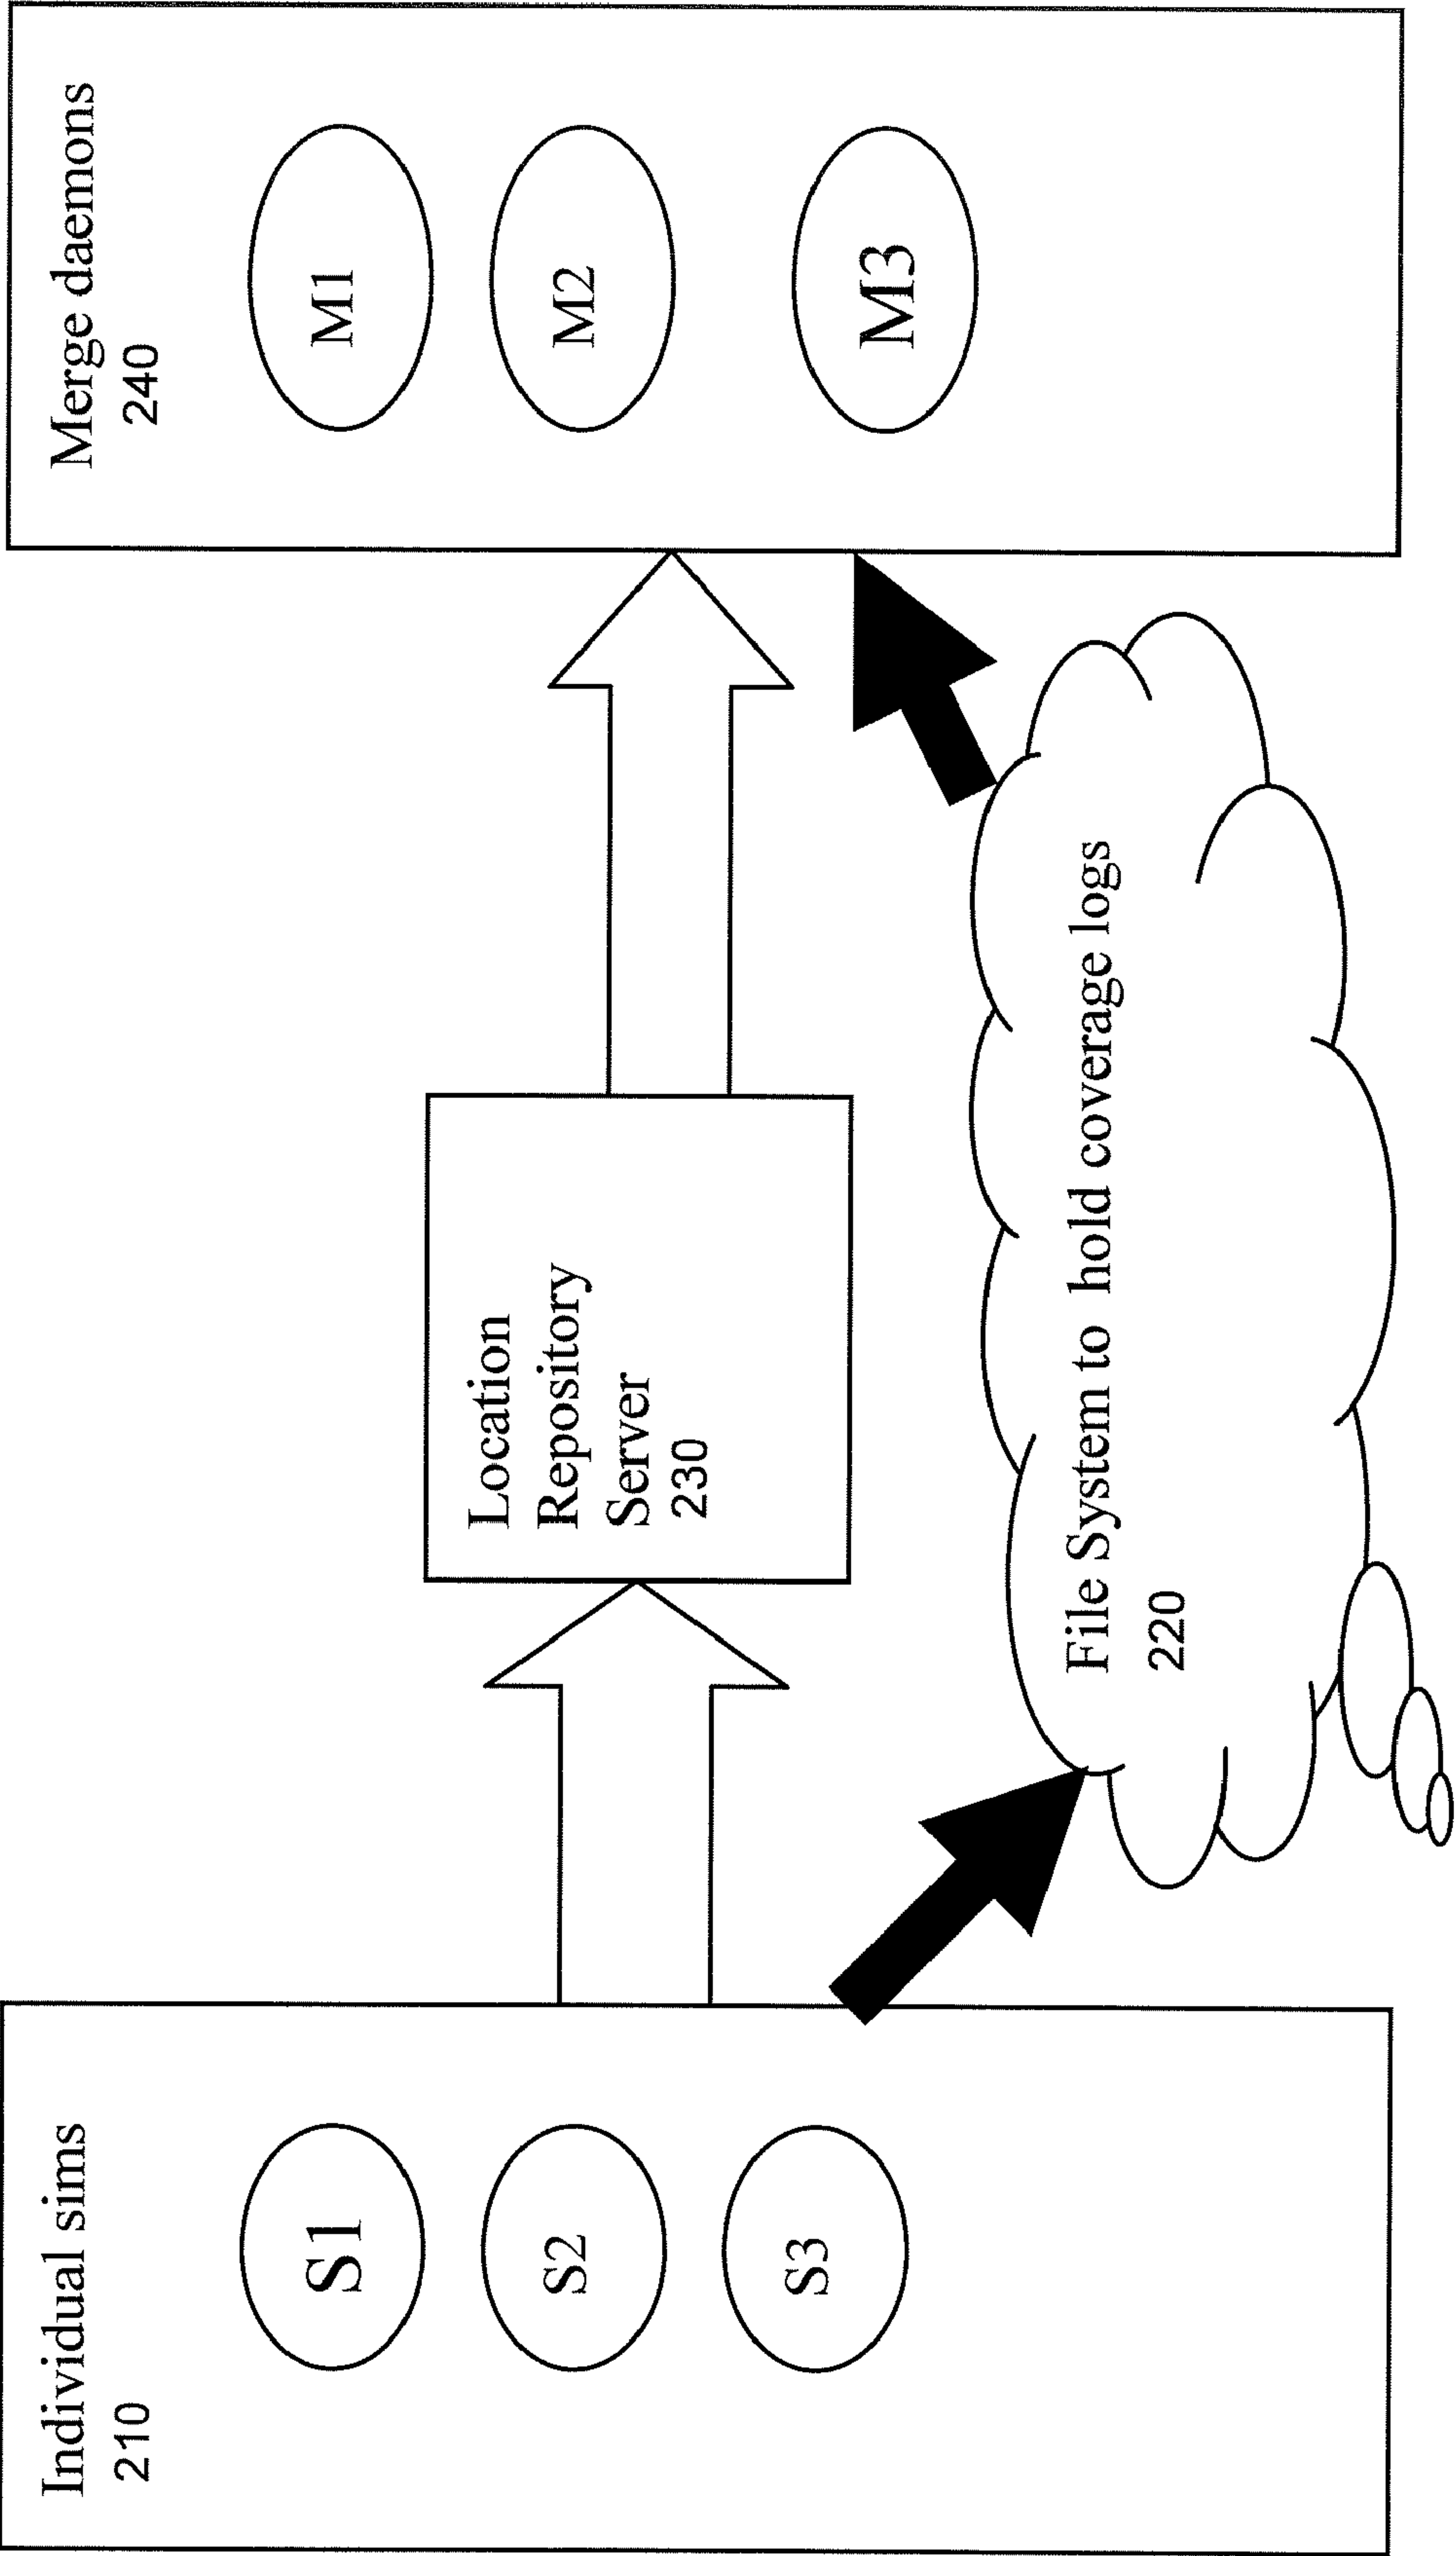 Individual sims
210
S1
S2
S3
Location
Repository
Server
230
File System to hold coverage logs
220
Merge daemons
240
M1
M2
M3